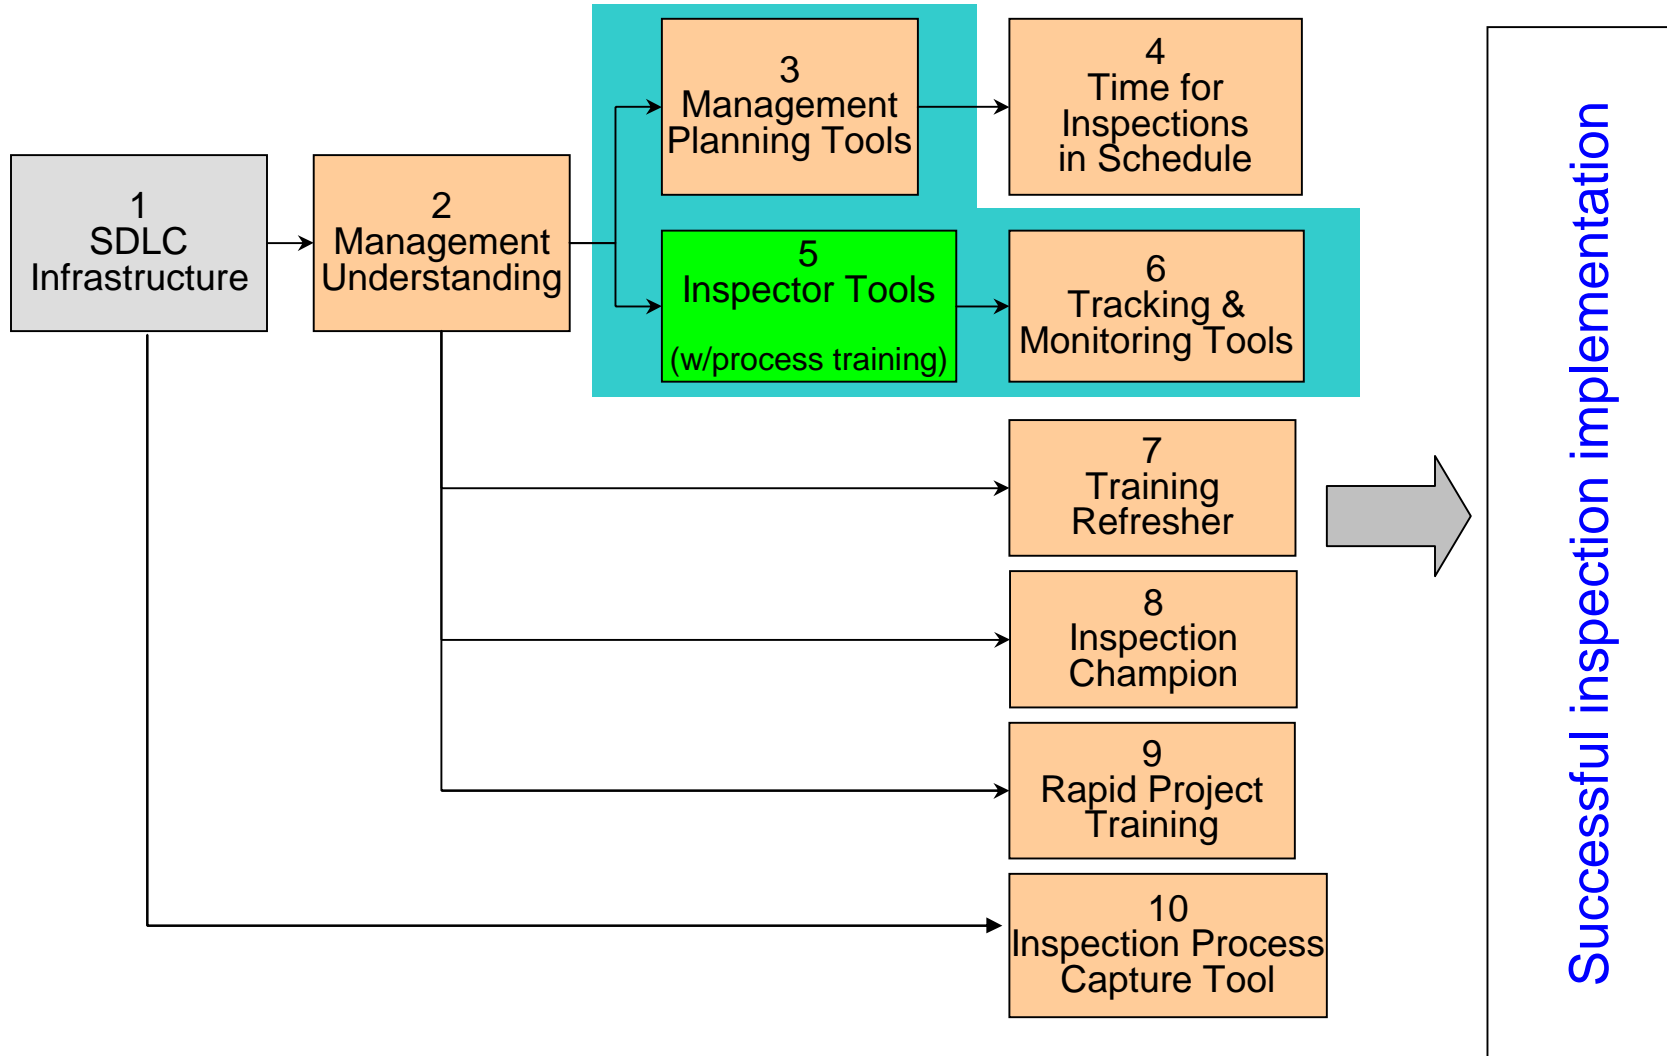 1
SDLC
Infrastructure
2
Management
Understanding
3
Management
Planning Tools
4
Time for
Inspections
in Schedule
5
Inspector Tools
(w/process training)
6
Tracking &
Monitoring Tools
7
Training
Refresher
8
Inspection
Champion
9
Rapid Project
Training
10
Inspection Process
Capture Tool
Successful inspection implementation